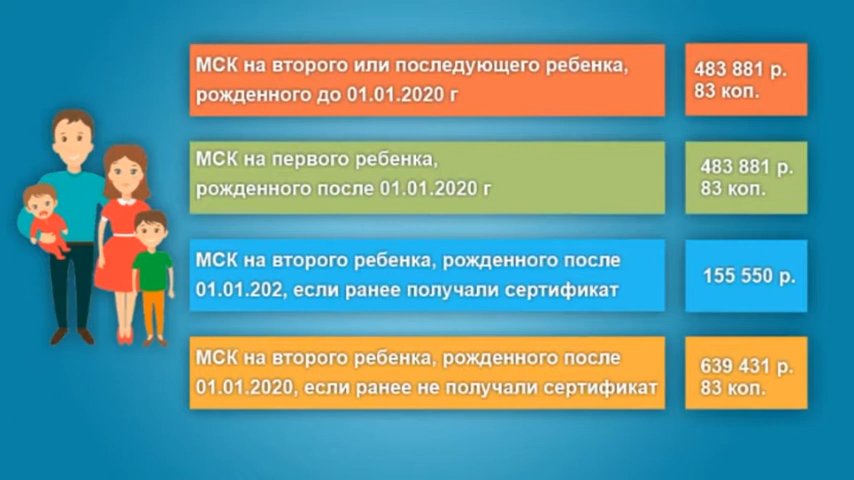 МСК на второго или последующего ребенка,
рожденного до 01.01.2020 г
483 881 р.
83 коп.
МСК на первого ребенка,
рожденного после 01.01.2020 г
483 881 р.
83 коп.
МСК на второго ребенка, рожденного после
01.01.202, если ранее получали сертификат
155 550 р.
МСК на второго ребенка, рожденного после
01.01.2020, если ранее не получали сертификат
639 431 р.
83 коп.